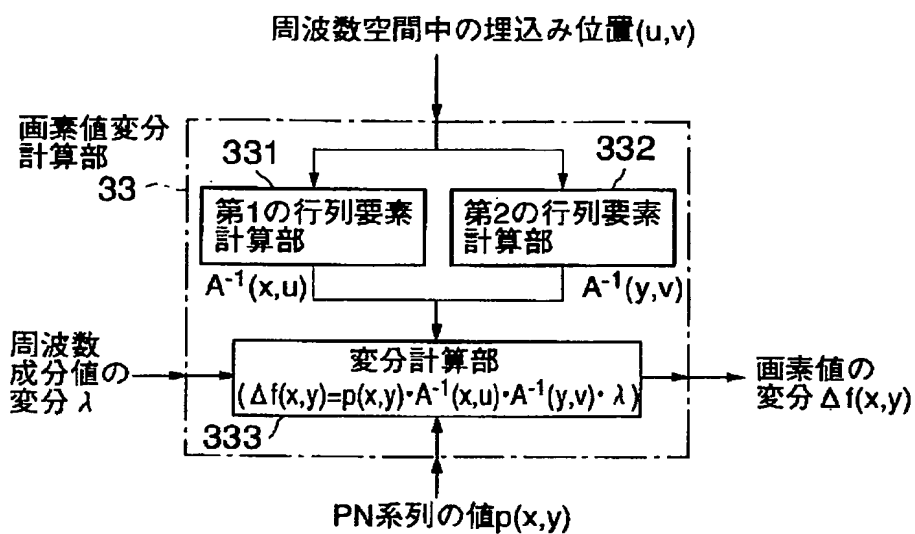 周波数空間中の埋込み位置(u,v)
画素値変分
計算部
33
331
332
第1の行列要素
計算部
第2の行列要素
計算部
A⁻¹(x,u)
A⁻¹(y,v)
周波数
成分値の
変分λ
変分計算部
(Δf(x,y)=p(x,y)・A⁻¹(x,u)・A⁻¹(y,v)・λ)
333
画素値の
変分Δf(x,y)
PN系列の値p(x,y)